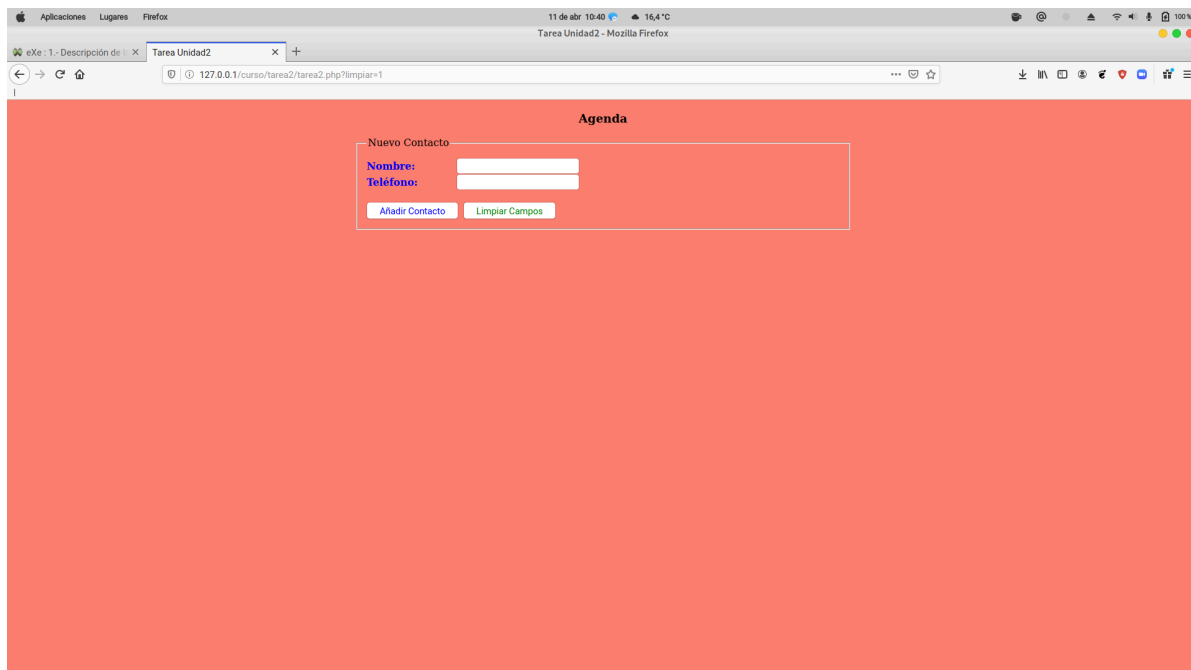 Aplicaciones Lugares Firefox 11 de abr 10:40 16,4 °C 100 %
Tarea Unidad2 - Mozilla Firefox
eXe : 1.- Descripción de Tarea Unidad2
127.0.0.1/curso/tarea2/tarea2.php?limpiar=1
Agenda
Nuevo Contacto
Nombre:
Teléfono:
Añadir Contacto Limpiar Campos